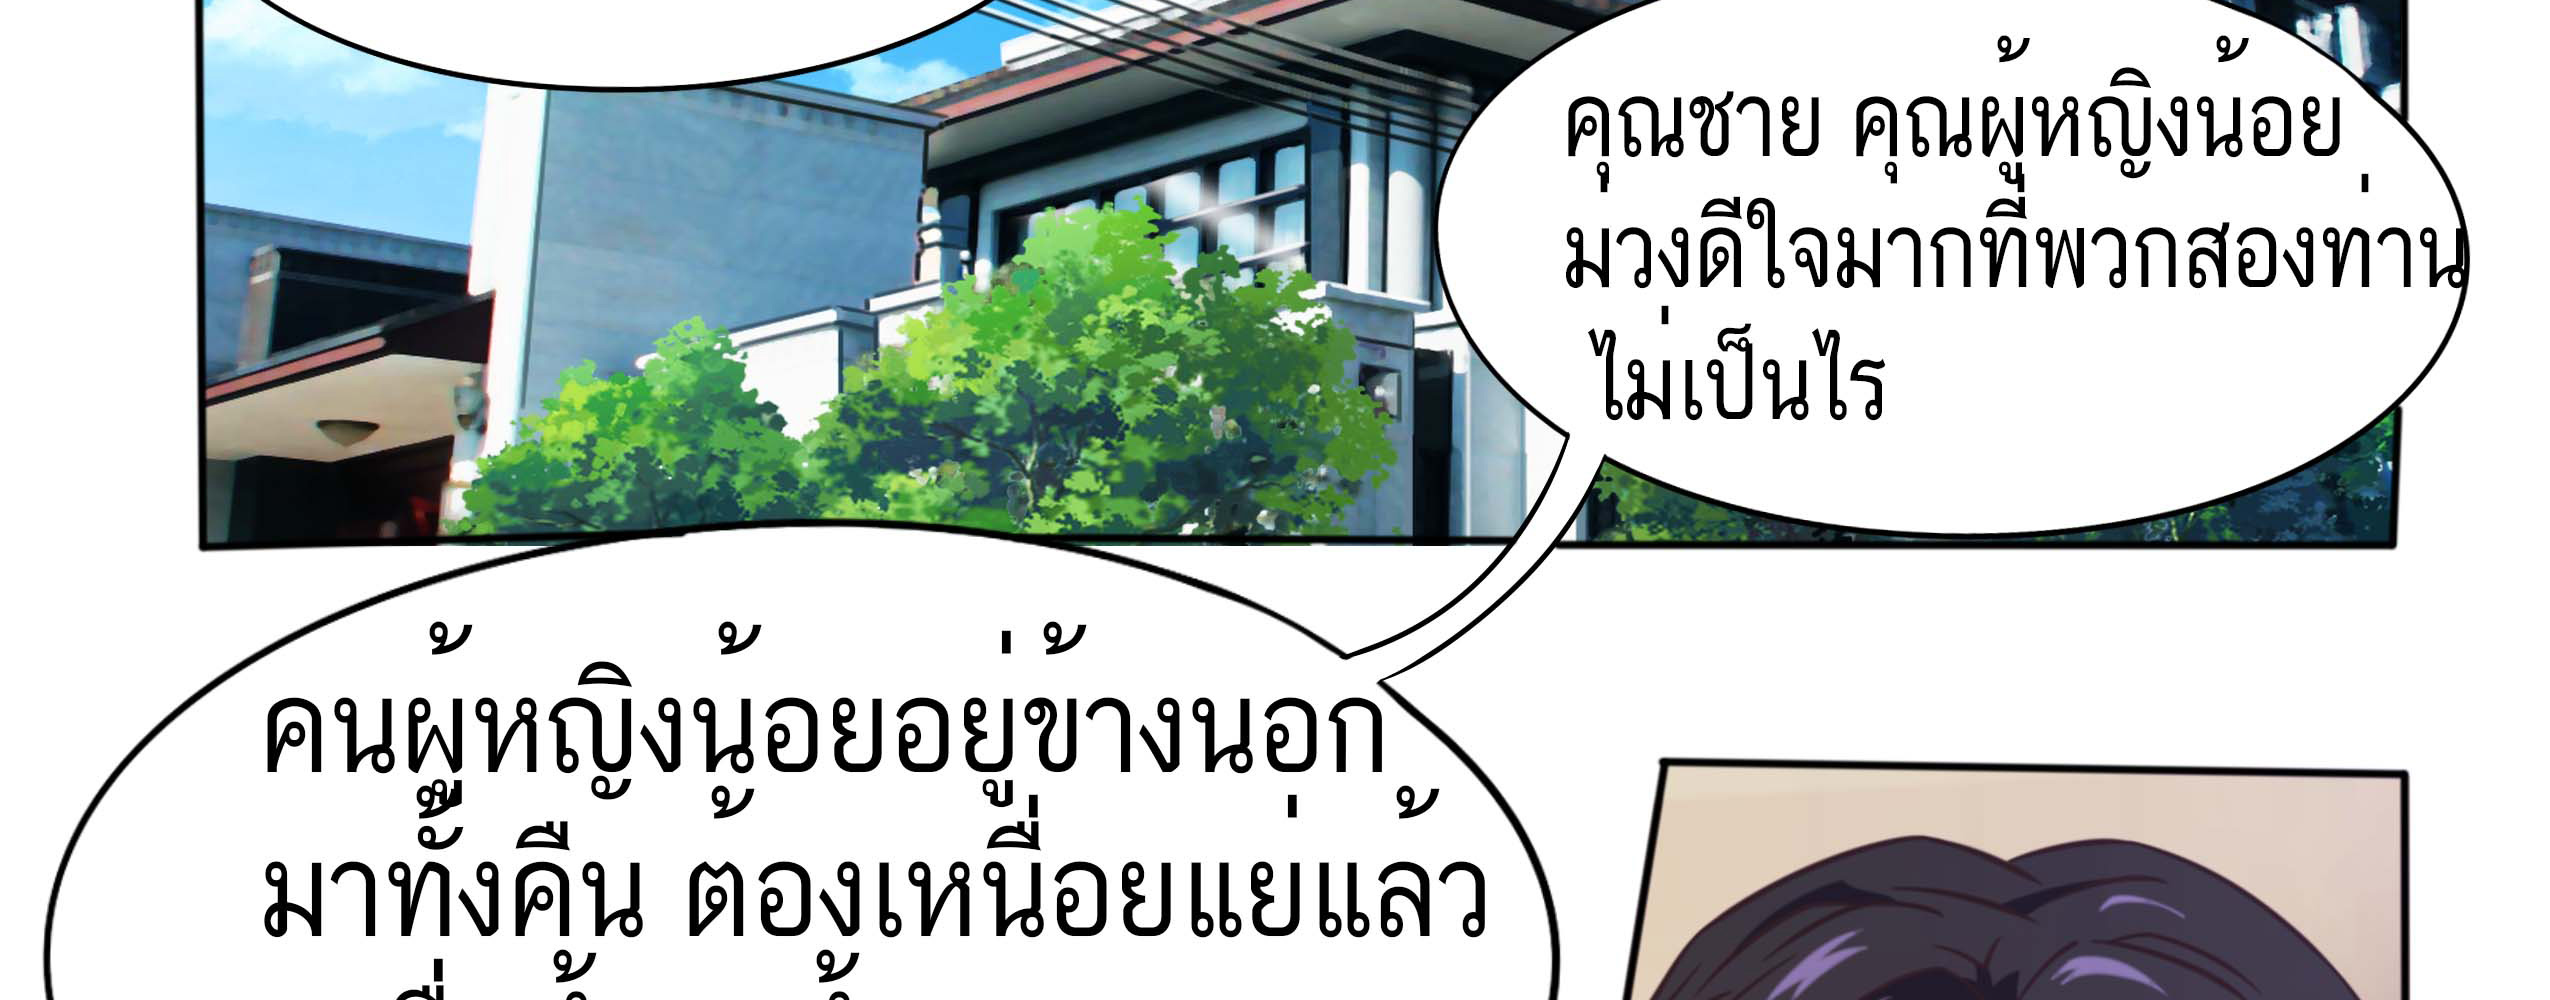 คุณชาย คุณผู้หญิงน้อย
ม่วงดีใจมากที่พวกสองท่าน
ไม่เป็นไร
คนผู้หญิงน้อยอยู่ข้างนอก
มาทั้งคืน ต้องเหนื่อยแย่แล้ว